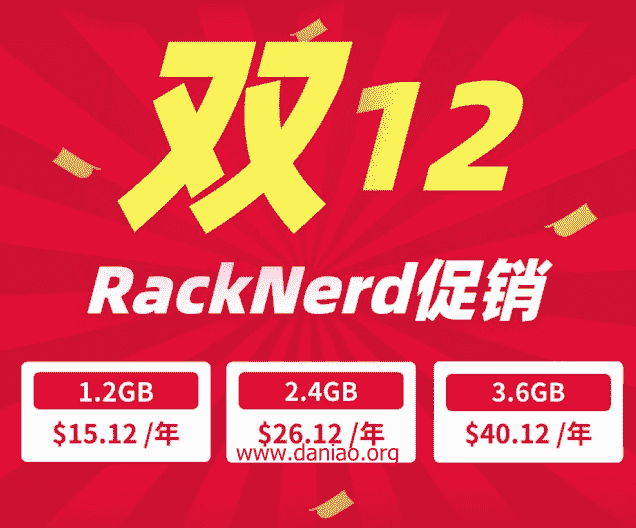 双12
RackNerd促销
1.2GB
$15.12 /年
2.4GB
$26.12 /年
3.6GB
$40.12 /年
www.daniao.org